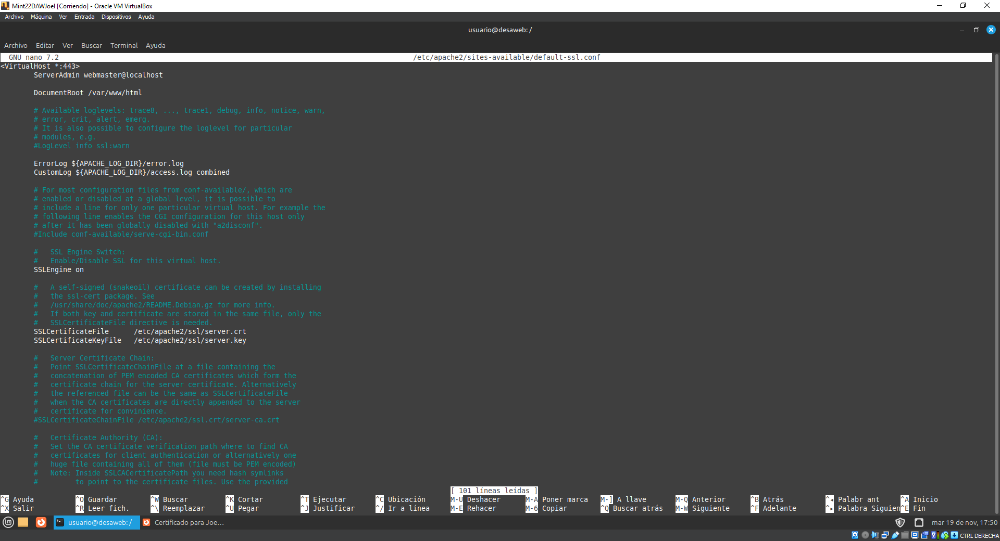 Mint22DAWJoel [Corriendo] - Oracle VM VirtualBox
Archivo Máquina Ver Entrada Dispositivos Ayuda
usuario@desaweb: /
Archivo Editar Ver Buscar Terminal Ayuda
GNU nano 7.2 /etc/apache2/sites-available/default-ssl.conf
<VirtualHost *:443>
ServerAdmin webmaster@localhost
DocumentRoot /var/www/html
# Available loglevels: trace8, ..., trace1, debug, info, notice, warn,
# error, crit, alert, emerg.
# It is also possible to configure the loglevel for particular
# modules, e.g.
#LogLevel info ssl:warn
ErrorLog ${APACHE_LOG_DIR}/error.log
CustomLog ${APACHE_LOG_DIR}/access.log combined
# For most configuration files from conf-available/, which are
# enabled or disabled at a global level, it is possible to
# include a line for only one particular virtual host. For example the
# following line enables the CGI configuration for this host only
# after it has been globally disabled with "a2disconf".
#Include conf-available/serve-cgi-bin.conf
#   SSL Engine Switch:
#   Enable/Disable SSL for this virtual host.
SSLEngine on
#   A self-signed (snakeoil) certificate can be created by installing
#   the ssl-cert package. See
#   /usr/share/doc/apache2/README.Debian.gz for more info.
#   If both key and certificate are stored in the same file, only the
#   SSLCertificateFile directive is needed.
SSLCertificateFile      /etc/apache2/ssl/server.crt
SSLCertificateKeyFile   /etc/apache2/ssl/server.key
#   Server Certificate Chain:
#   Point SSLCertificateChainFile at a file containing the
#   concatenation of PEM encoded CA certificates which form the
#   certificate chain for the server certificate. Alternatively
#   the referenced file can be the same as SSLCertificateFile
#   when the CA certificates are directly appended to the server
#   certificate for convinience.
#SSLCertificateChainFile /etc/apache2/ssl.crt/server-ca.crt
#   Certificate Authority (CA):
#   Set the CA certificate verification path where to find CA
#   certificates for client authentication or alternatively one
#   huge file containing all of them (file must be PEM encoded)
#   Note: Inside SSLCACertificatePath you need hash symlinks
#         to point to the certificate files. Use the provided
[ 101 líneas leídas ]
^G Ayuda ^O Guardar ^W Buscar ^K Cortar ^T Ejecutar ^C Ubicación M-U Deshacer M-A Poner marca M-] A llave M-Q Anterior ^B Atrás ^◂ Palabr ant ^A Inicio
^X Salir ^R Leer fich. ^\ Reemplazar ^U Pegar ^J Justificar ^/ Ir a línea M-E Rehacer M-6 Copiar ^Q Buscar atrás M-W Siguiente ^F Adelante ^▸ Palabra Siguien ^E Fin
usuario@desaweb: / Certificado para Joe... mar 19 de nov, 17:50
CTRL DERECHA